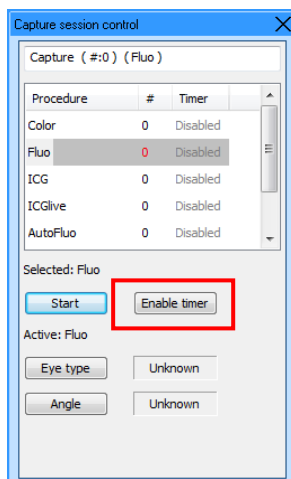 Capture session control
Capture ( #:0 ) ( Fluo )
Procedure # Timer
Color 0 Disabled
Fluo 0 Disabled
ICG 0 Disabled
ICGlive 0 Disabled
AutoFluo 0 Disabled
Selected: Fluo
Start Enable timer
Active: Fluo
Eye type Unknown
Angle Unknown